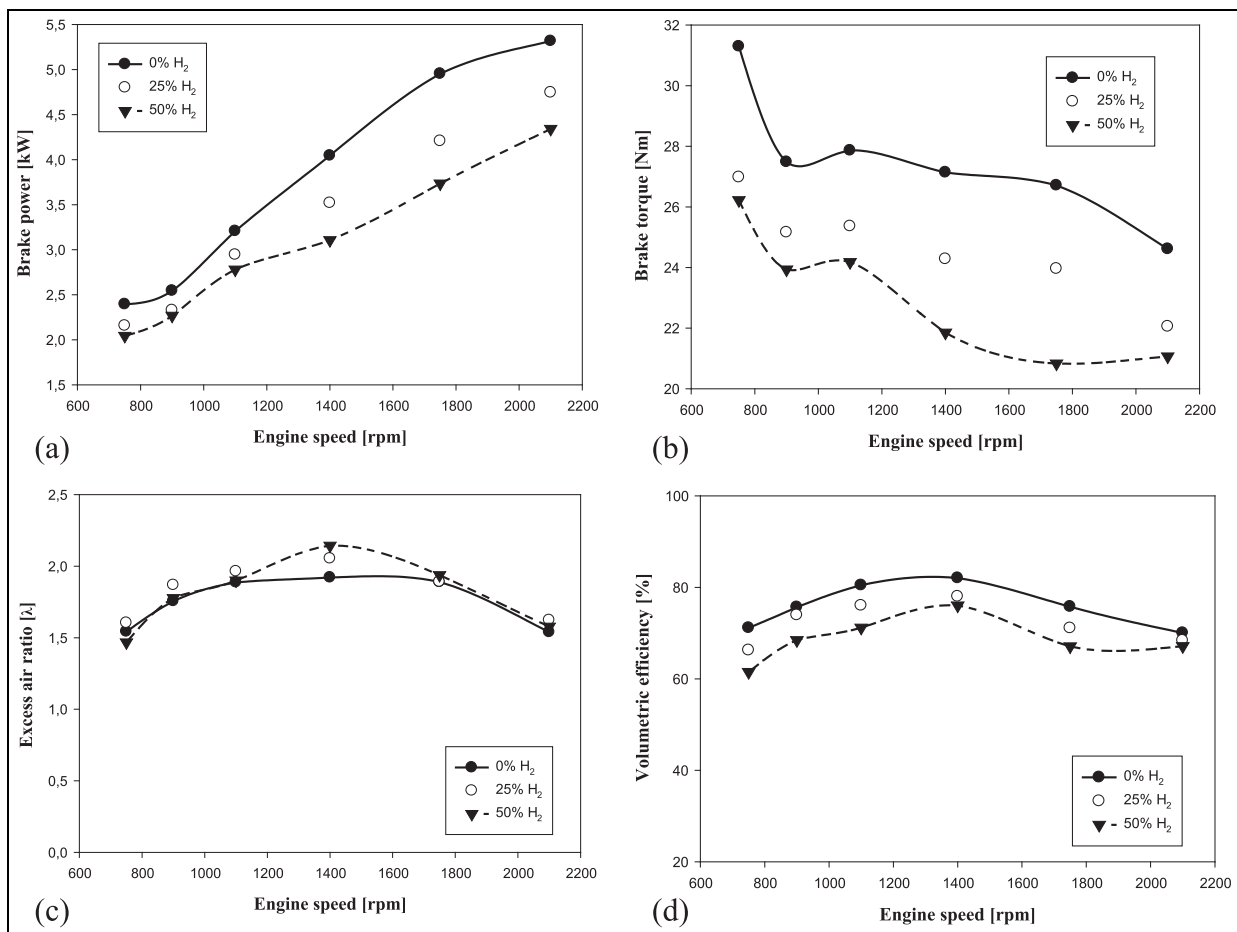 5,5
5,0
4,5
4,0
3,5
3,0
2,5
2,0
1,5
Brake power [kW]
0% H2
25% H2
50% H2
600 800 1000 1200 1400 1600 1800 2000 2200
Engine speed [rpm]
(a)
32
30
28
26
24
22
20
Brake torque [Nm]
0% H2
25% H2
50% H2
600 800 1000 1200 1400 1600 1800 2000 2200
Engine speed [rpm]
(b)
2,5
2,0
1,5
1,0
0,5
0,0
Excess air ratio [λ]
0% H2
25% H2
50% H2
600 800 1000 1200 1400 1600 1800 2000 2200
Engine speed [rpm]
(c)
100
80
60
40
20
Volumetric efficiency [%]
0% H2
25% H2
50% H2
600 800 1000 1200 1400 1600 1800 2000 2200
Engine speed [rpm]
(d)